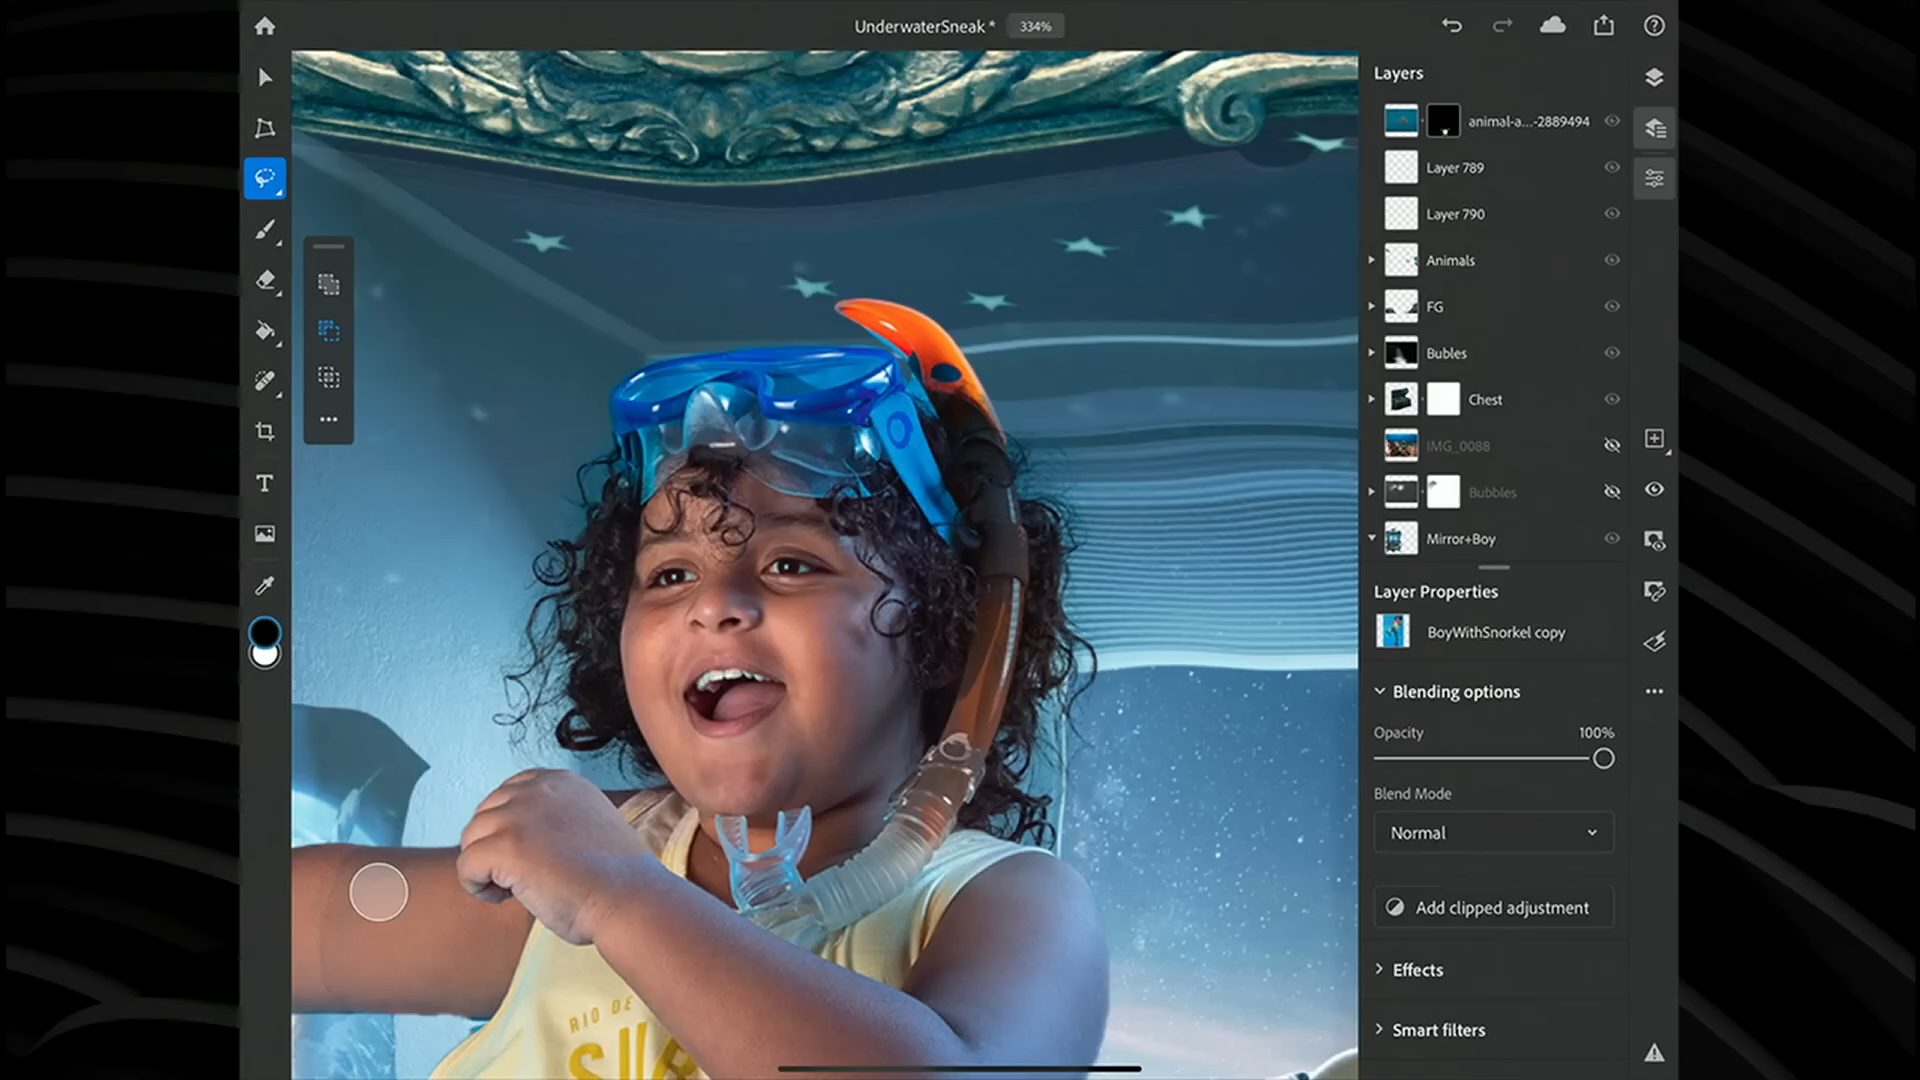 UnderwaterSneak * 334%
Layers
animal-a...-2889494
Layer 789
Layer 790
Animals
FG
Bubles
Chest
IMG_0088
Bubbles
Mirror+Boy
Layer Properties
BoyWithSnorkel copy
Blending options
Opacity 100%
Blend Mode
Normal
Add clipped adjustment
Effects
Smart filters
T
RIO DE
SUR